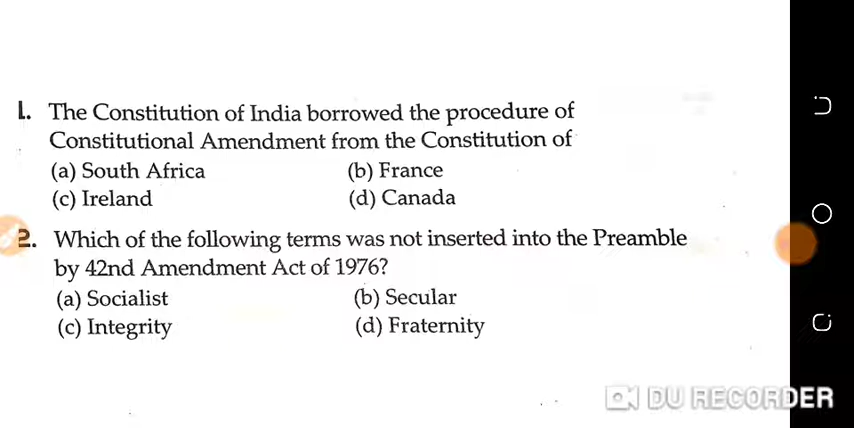 1. The Constitution of India borrowed the procedure of
Constitutional Amendment from the Constitution of
(a) South Africa (b) France
(c) Ireland (d) Canada
2. Which of the following terms was not inserted into the Preamble
by 42nd Amendment Act of 1976?
(a) Socialist (b) Secular
(c) Integrity (d) Fraternity
DU RECORDER